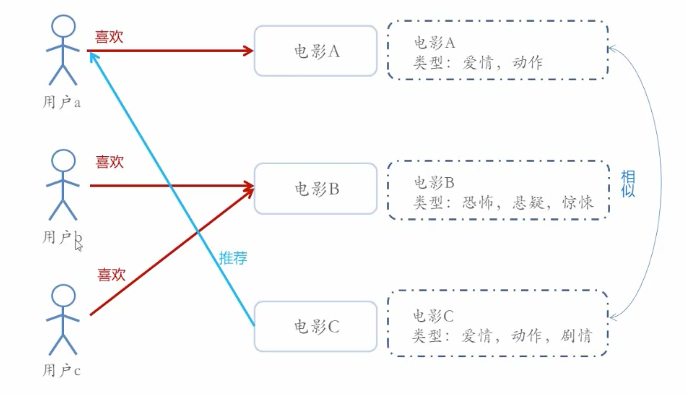 喜欢
电影A
电影A
类型：爱情，动作
用户a
喜欢
电影B
电影B
类型：恐怖，悬疑，惊悚
相似
用户b
推荐
喜欢
电影C
电影C
类型：爱情，动作，剧情
用户c